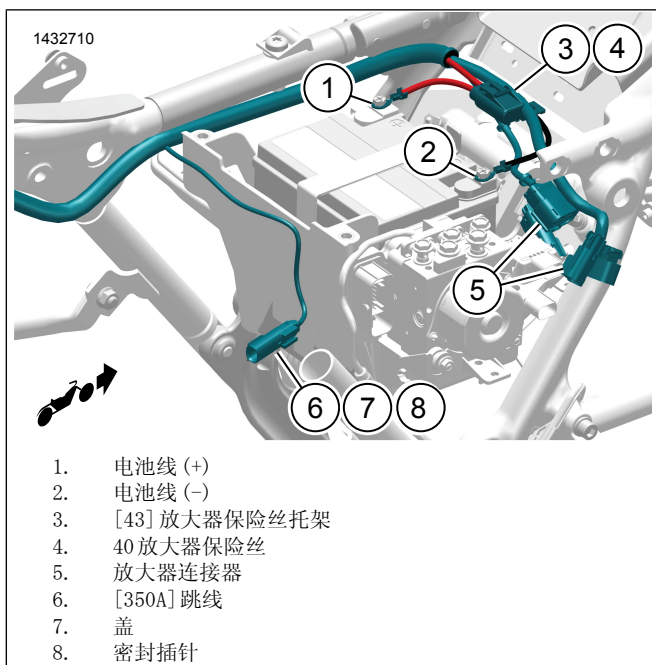 1432710
3 4
1
2
5
6 7 8
1. 电池线(+)
2. 电池线(-)
3. [43]放大器保险丝托架
4. 40放大器保险丝
5. 放大器连接器
6. [350A]跳线
7. 盖
8. 密封插针